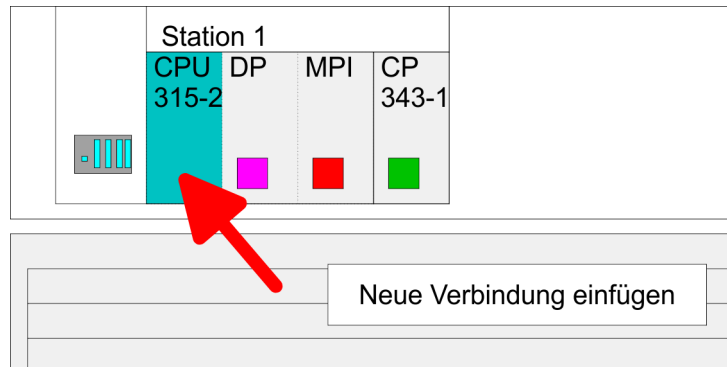 Station 1
CPU DP MPI CP
315-2 343-1
Neue Verbindung einfügen